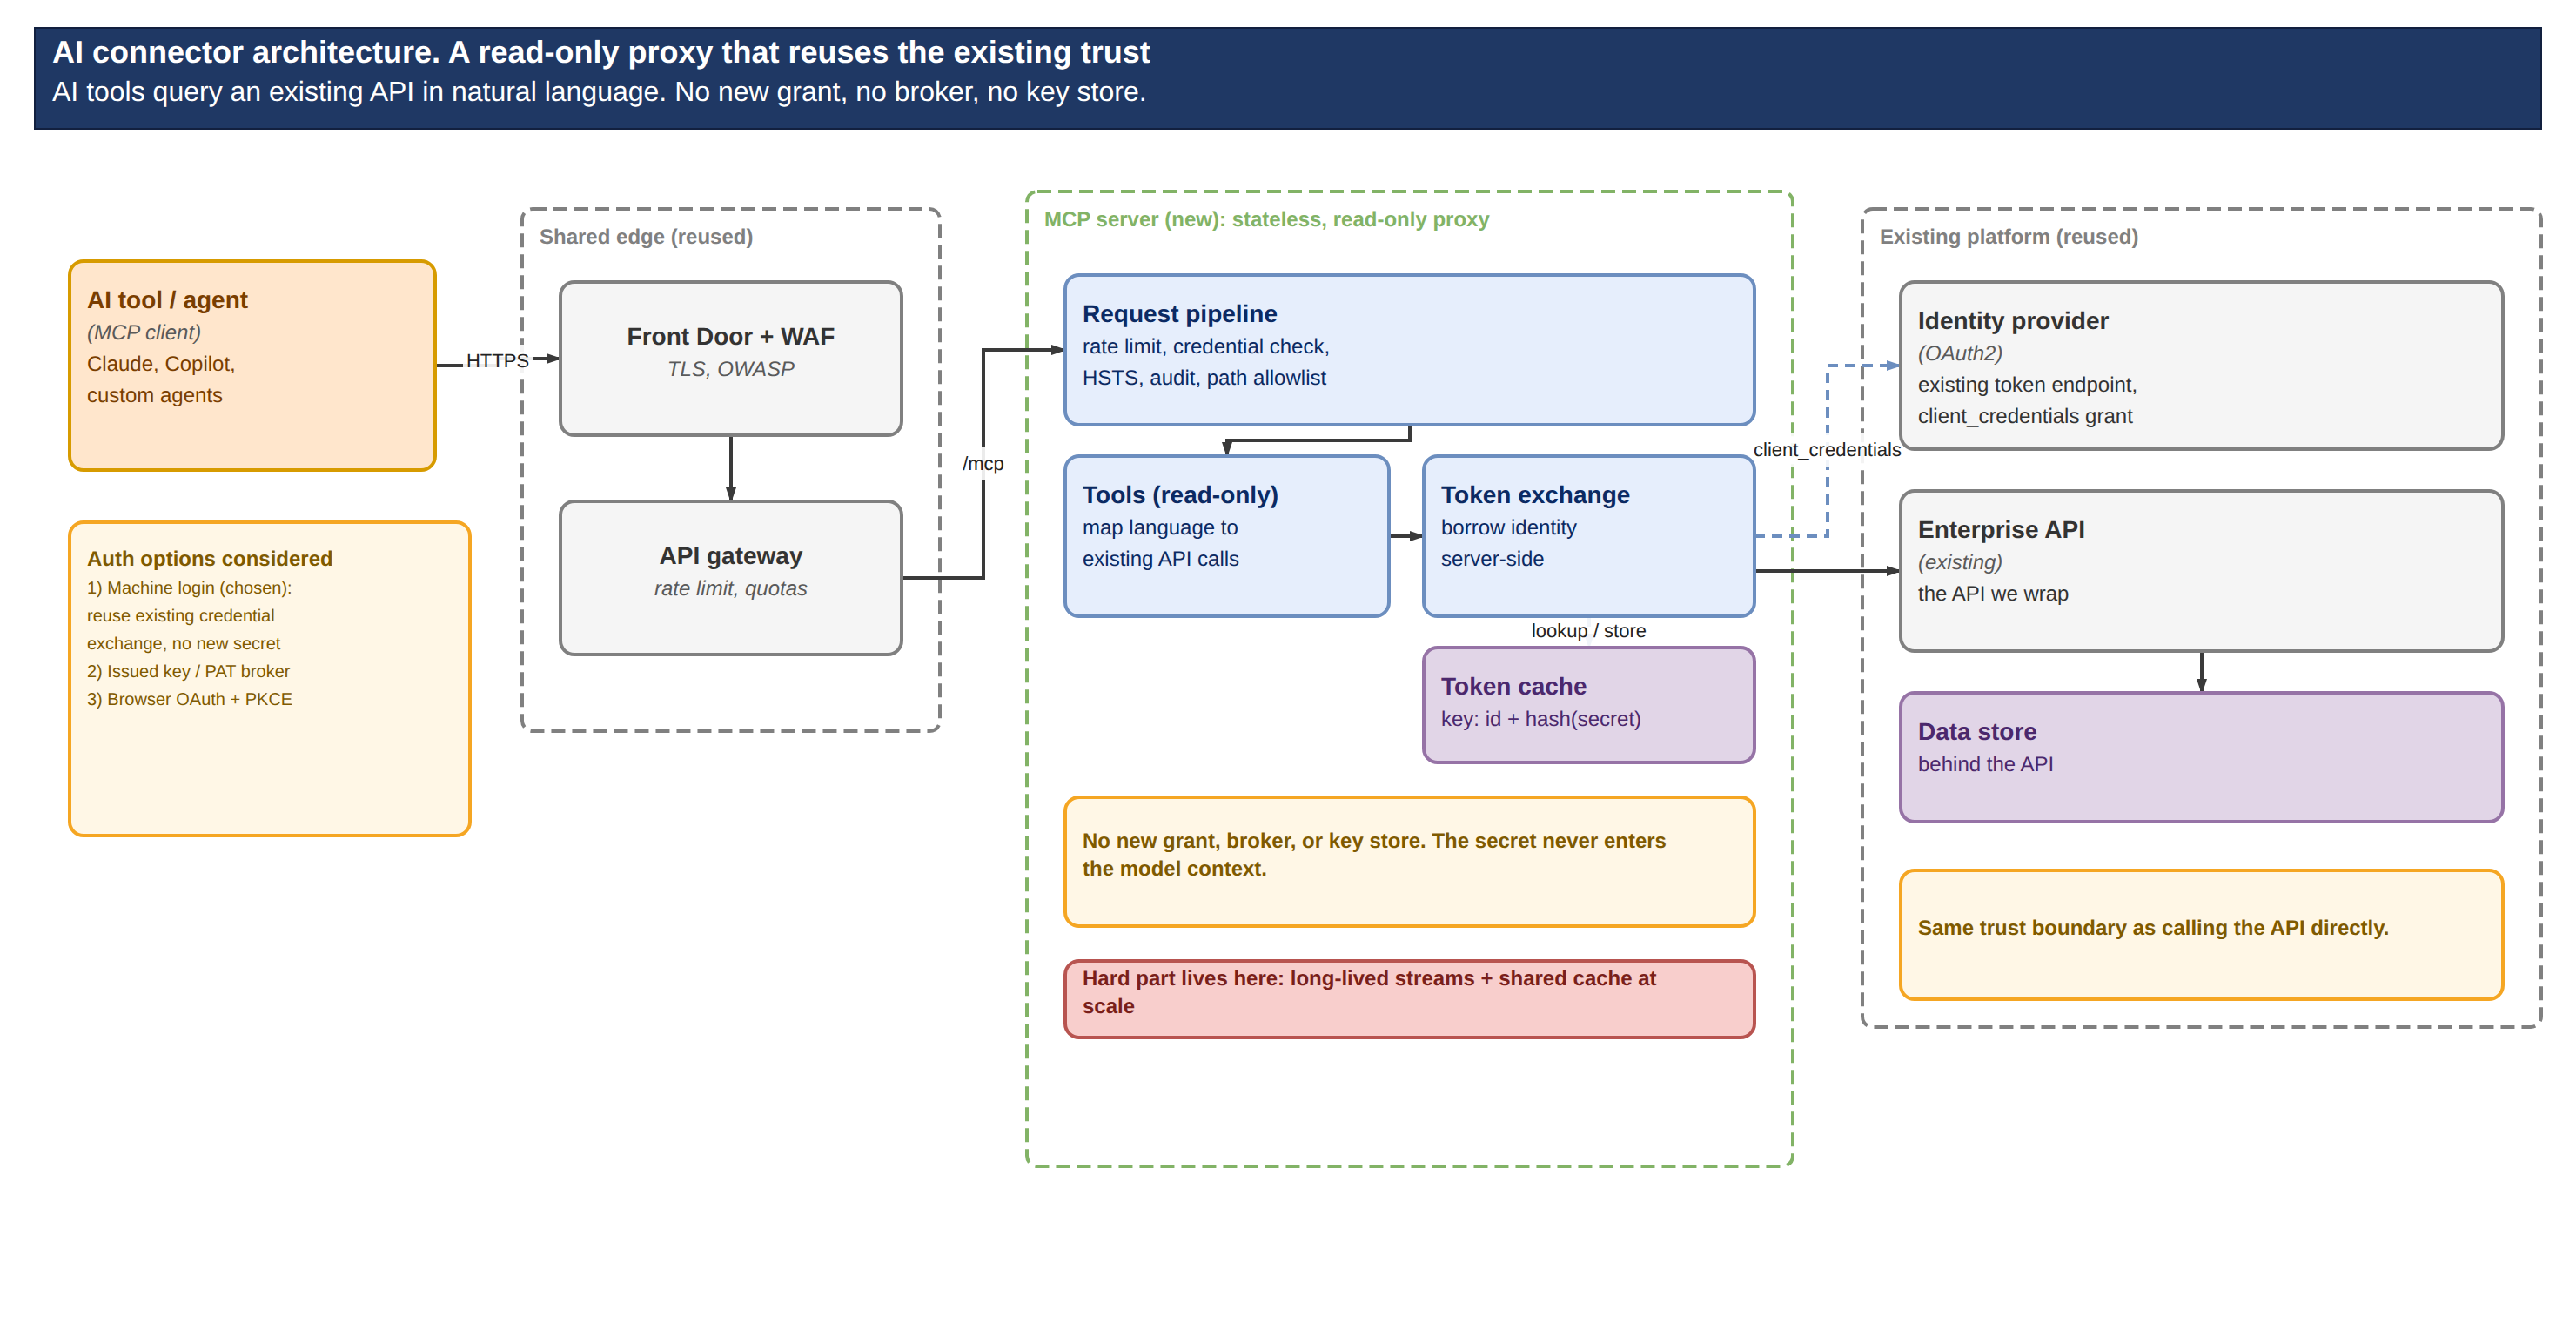 AI connector architecture. A read-only proxy that reuses the existing trust
AI tools query an existing API in natural language. No new grant, no broker, no key store.
AI tool / agent
(MCP client)
Claude, Copilot,
custom agents
Auth options considered
1) Machine login (chosen):
reuse existing credential
exchange, no new secret
2) Issued key / PAT broker
3) Browser OAuth + PKCE
HTTPS
Shared edge (reused)
Front Door + WAF
TLS, OWASP
API gateway
rate limit, quotas
/mcp
MCP server (new): stateless, read-only proxy
Request pipeline
rate limit, credential check,
HSTS, audit, path allowlist
Tools (read-only)
map language to
existing API calls
Token exchange
borrow identity
server-side
lookup / store
Token cache
key: id + hash(secret)
No new grant, broker, or key store. The secret never enters
the model context.
Hard part lives here: long-lived streams + shared cache at
scale
client_credentials
Existing platform (reused)
Identity provider
(OAuth2)
existing token endpoint,
client_credentials grant
Enterprise API
(existing)
the API we wrap
Data store
behind the API
Same trust boundary as calling the API directly.